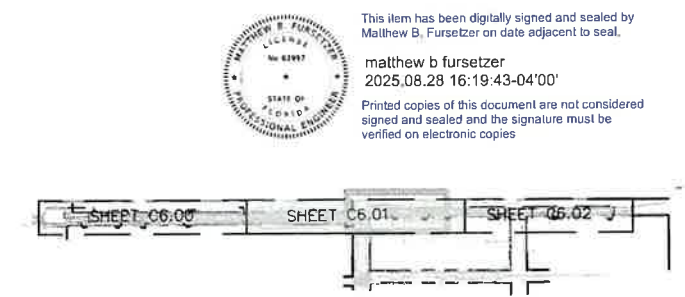 This item has been digitally signed and sealed by
Matthew B. Fursetzer on date adjacent to seal.
MATTHEW B. FURSETZER
LICENSE
No 63997
STATE OF
FLORIDA
PROFESSIONAL ENGINEER
matthew b fursetzer
2025.08.28 16:19:43-04'00'
Printed copies of this document are not considered
signed and sealed and the signature must be
verified on electronic copies
SHEET C6.00
SHEET C6.01
SHEET C6.02